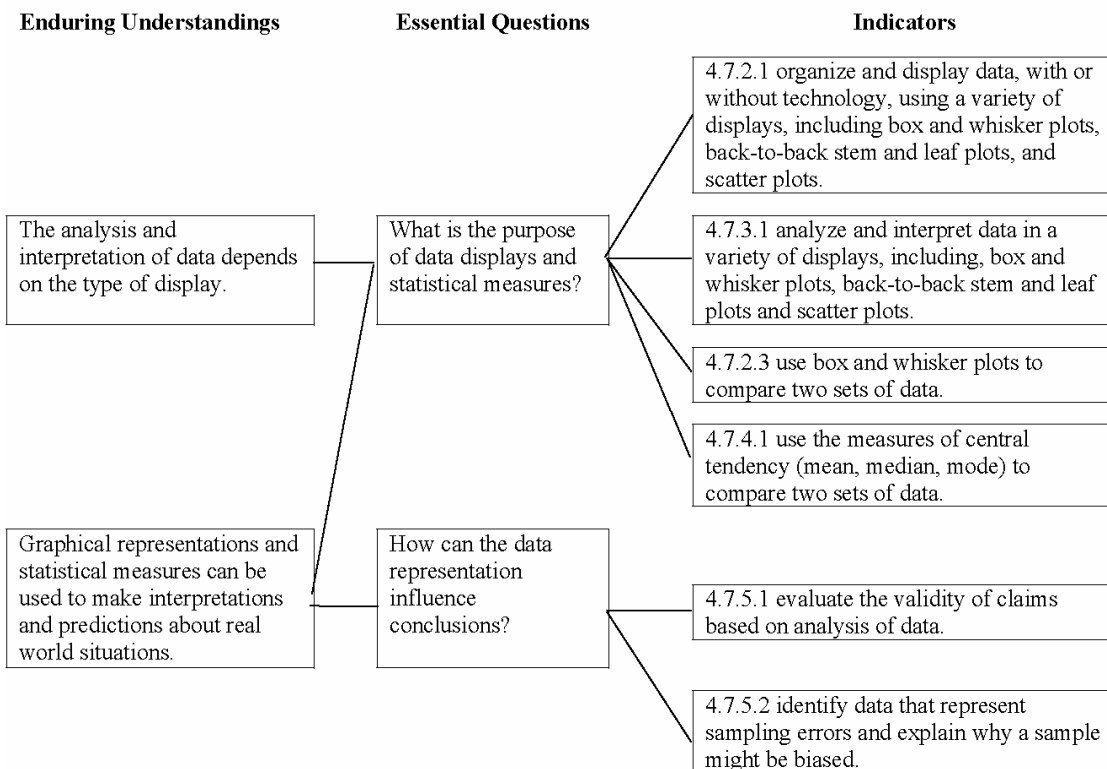 Enduring Understandings
Essential Questions
Indicators
4.7.2.1 organize and display data, with or
without technology, using a variety of
displays, including box and whisker plots,
back-to-back stem and leaf plots, and
scatter plots.
The analysis and
interpretation of data depends
on the type of display.
What is the purpose
of data displays and
statistical measures?
4.7.3.1 analyze and interpret data in a
variety of displays, including, box and
whisker plots, back-to-back stem and leaf
plots and scatter plots.
4.7.2.3 use box and whisker plots to
compare two sets of data.
4.7.4.1 use the measures of central
tendency (mean, median, mode) to
compare two sets of data.
Graphical representations and
statistical measures can be
used to make interpretations
and predictions about real
world situations.
How can the data
representation
influence
conclusions?
4.7.5.1 evaluate the validity of claims
based on analysis of data.
4.7.5.2 identify data that represent
sampling errors and explain why a sample
might be biased.